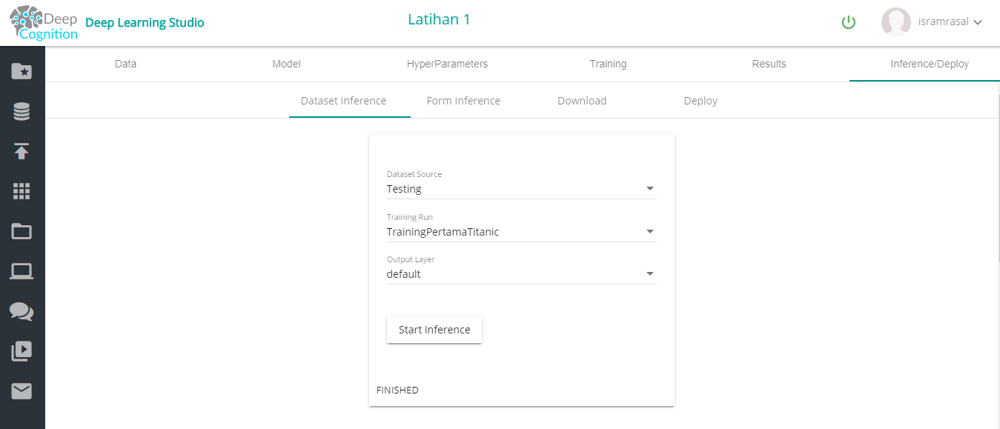 Deep Cognition Deep Learning Studio Latihan 1 isramrasal
Data Model HyperParameters Training Results Inference/Deploy
Dataset Inference Form Inference Download Deploy
Dataset Source
Testing
Training Run
TrainingPertamaTitanic
Output Layer
default
Start Inference
FINISHED